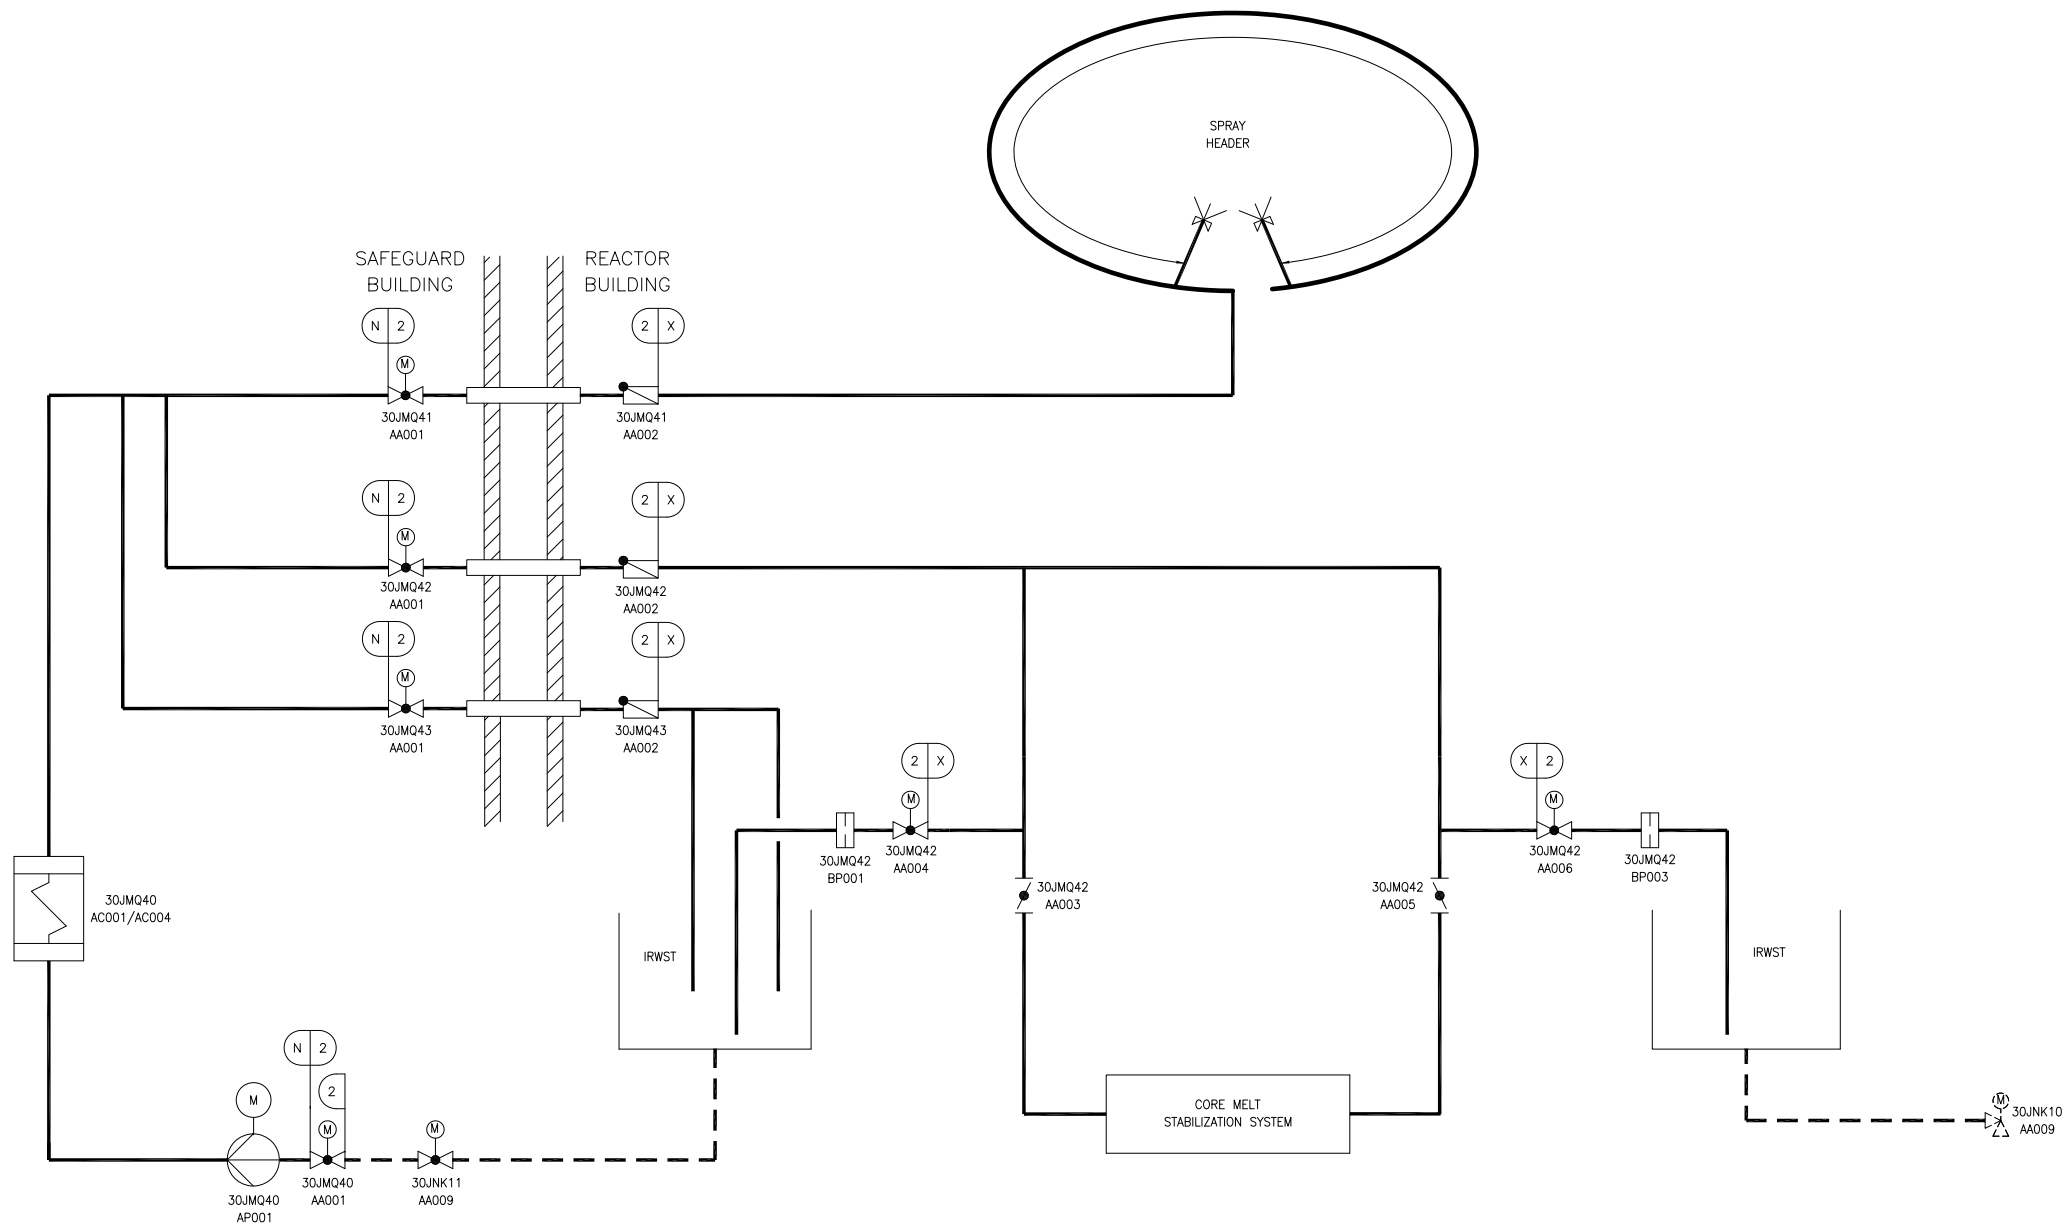 SPRAY
HEADER
SAFEGUARD
BUILDING
REACTOR
BUILDING
N 2
2 X
M
30JMQ41
AA001
30JMQ41
AA002
N 2
2 X
M
30JMQ42
AA001
30JMQ42
AA002
N 2
2 X
M
30JMQ43
AA001
30JMQ43
AA002
2 X
X 2
M
M
30JMQ42
BP001
30JMQ42
AA004
30JMQ42
AA006
30JMQ42
BP003
30JMQ40
AC001/AC004
30JMQ42
AA003
30JMQ42
AA005
IRWST
IRWST
N 2
2
M
M
M
CORE MELT
STABILIZATION SYSTEM
M
30JNK10
AA009
30JMQ40
AP001
30JMQ40
AA001
30JNK11
AA009